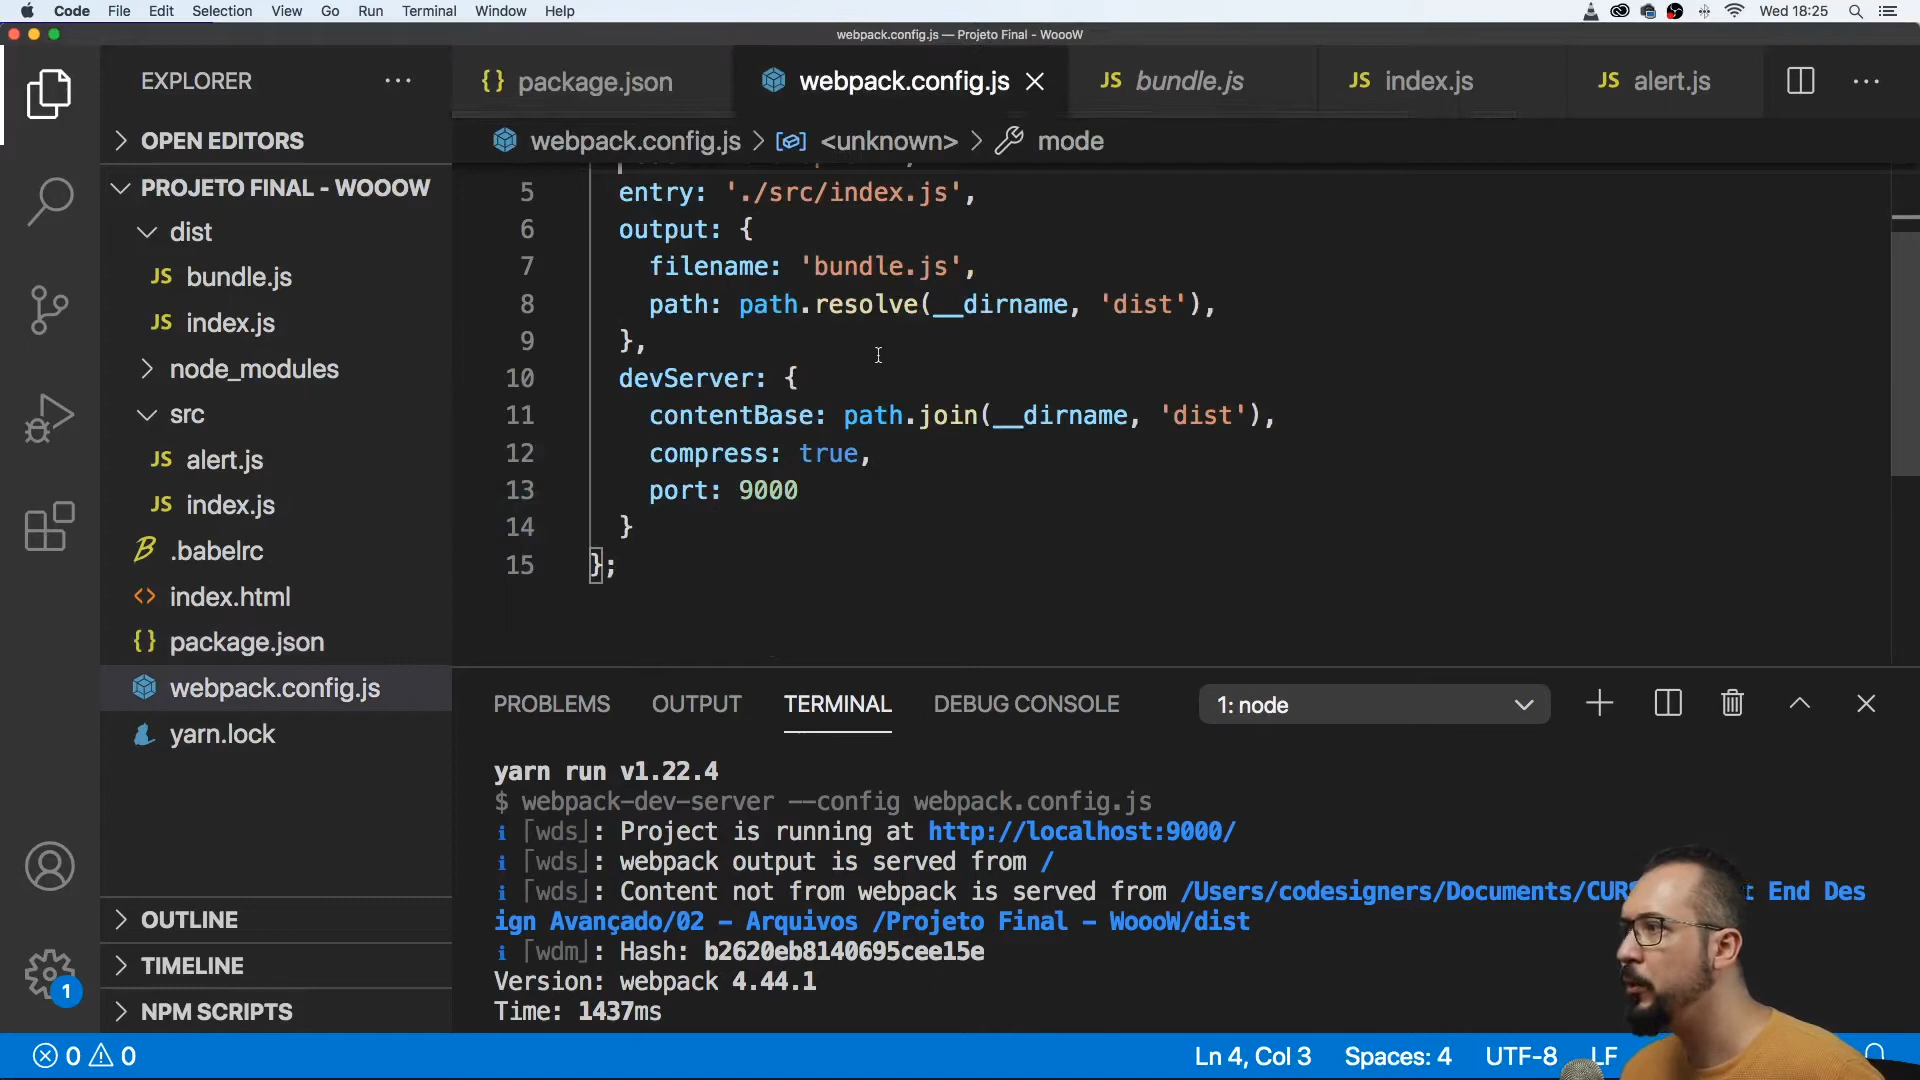 Code File Edit Selection View Go Run Terminal Window Help Wed 18:25
webpack.config.js — Projeto Final - WoooW
EXPLORER
OPEN EDITORS
PROJETO FINAL - WOOOW
dist
JS bundle.js
JS index.js
node_modules
src
JS alert.js
JS index.js
.babelrc
<> index.html
{} package.json
webpack.config.js
yarn.lock
OUTLINE
TIMELINE
NPM SCRIPTS
1
{} package.json webpack.config.js JS bundle.js JS index.js JS alert.js
webpack.config.js > <unknown> > mode
5 entry: './src/index.js',
6 output: {
7 filename: 'bundle.js',
8 path: path.resolve(__dirname, 'dist'),
9 },
10 devServer: {
11 contentBase: path.join(__dirname, 'dist'),
12 compress: true,
13 port: 9000
14 }
15 };
PROBLEMS OUTPUT TERMINAL DEBUG CONSOLE 1: node
yarn run v1.22.4
$ webpack-dev-server --config webpack.config.js
i ｢wds｣: Project is running at http://localhost:9000/
i ｢wds｣: webpack output is served from /
i ｢wds｣: Content not from webpack is served from /Users/codesigners/Documents/ End Des
ign Avançado/02 - Arquivos /Projeto Final - WoooW/dist
i ｢wdm｣: Hash: b2620eb8140695cee15e
Version: webpack 4.44.1
Time: 1437ms
0 0 Ln 4, Col 3 Spaces: 4 UTF-8 LF